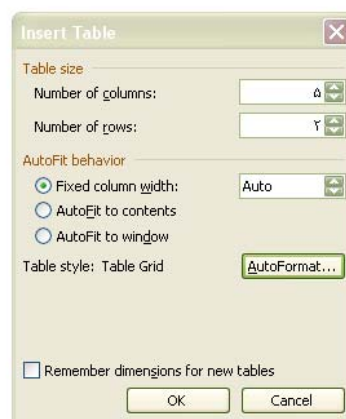 Insert Table
Table size
Number of columns: ۵
Number of rows: ۲
AutoFit behavior
Fixed column width: Auto
AutoFit to contents
AutoFit to window
Table style: Table Grid AutoFormat...
Remember dimensions for new tables
OK Cancel